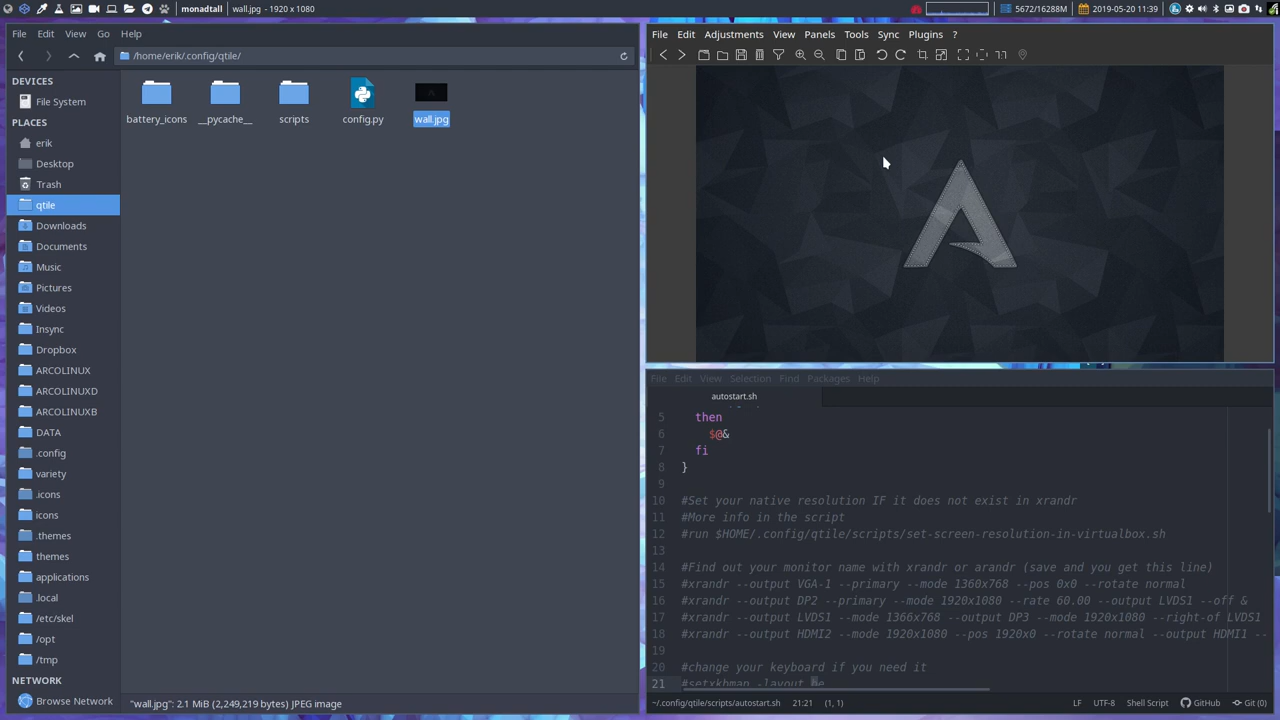 monadtall wall.jpg - 1920 x 1080 5672/16288M 2019-05-20 11:39
File Edit View Go Help
/home/erik/.config/qtile/
DEVICES
File System
PLACES
erik
Desktop
Trash
qtile
Downloads
Documents
Music
Pictures
Videos
Insync
Dropbox
ARCOLINUX
ARCOLINUXD
ARCOLINUXB
DATA
.config
variety
.icons
icons
.themes
themes
applications
.local
/etc/skel
/opt
/tmp
NETWORK
Browse Network
battery_icons __pycache__ scripts config.py wall.jpg
"wall.jpg": 2.1 MiB (2,249,219 bytes) JPEG image
File Edit Adjustments View Panels Tools Sync Plugins ?
File Edit View Selection Find Packages Help
autostart.sh
5 then
6 $@&
7 fi
8 }
9
10 #Set your native resolution IF it does not exist in xrandr
11 #More info in the script
12 #run $HOME/.config/qtile/scripts/set-screen-resolution-in-virtualbox.sh
13
14 #Find out your monitor name with xrandr or arandr (save and you get this line)
15 #xrandr --output VGA-1 --primary --mode 1360x768 --pos 0x0 --rotate normal
16 #xrandr --output DP2 --primary --mode 1920x1080 --rate 60.00 --output LVDS1 --off &
17 #xrandr --output LVDS1 --mode 1366x768 --output DP3 --mode 1920x1080 --right-of LVDS1
18 #xrandr --output HDMI2 --mode 1920x1080 --pos 1920x0 --rotate normal --output HDMI1 --
19
20 #change your keyboard if you need it
21 #setxkbmap -layout be
~/.config/qtile/scripts/autostart.sh 21:21 (1, 1) LF UTF-8 Shell Script GitHub Git (0)